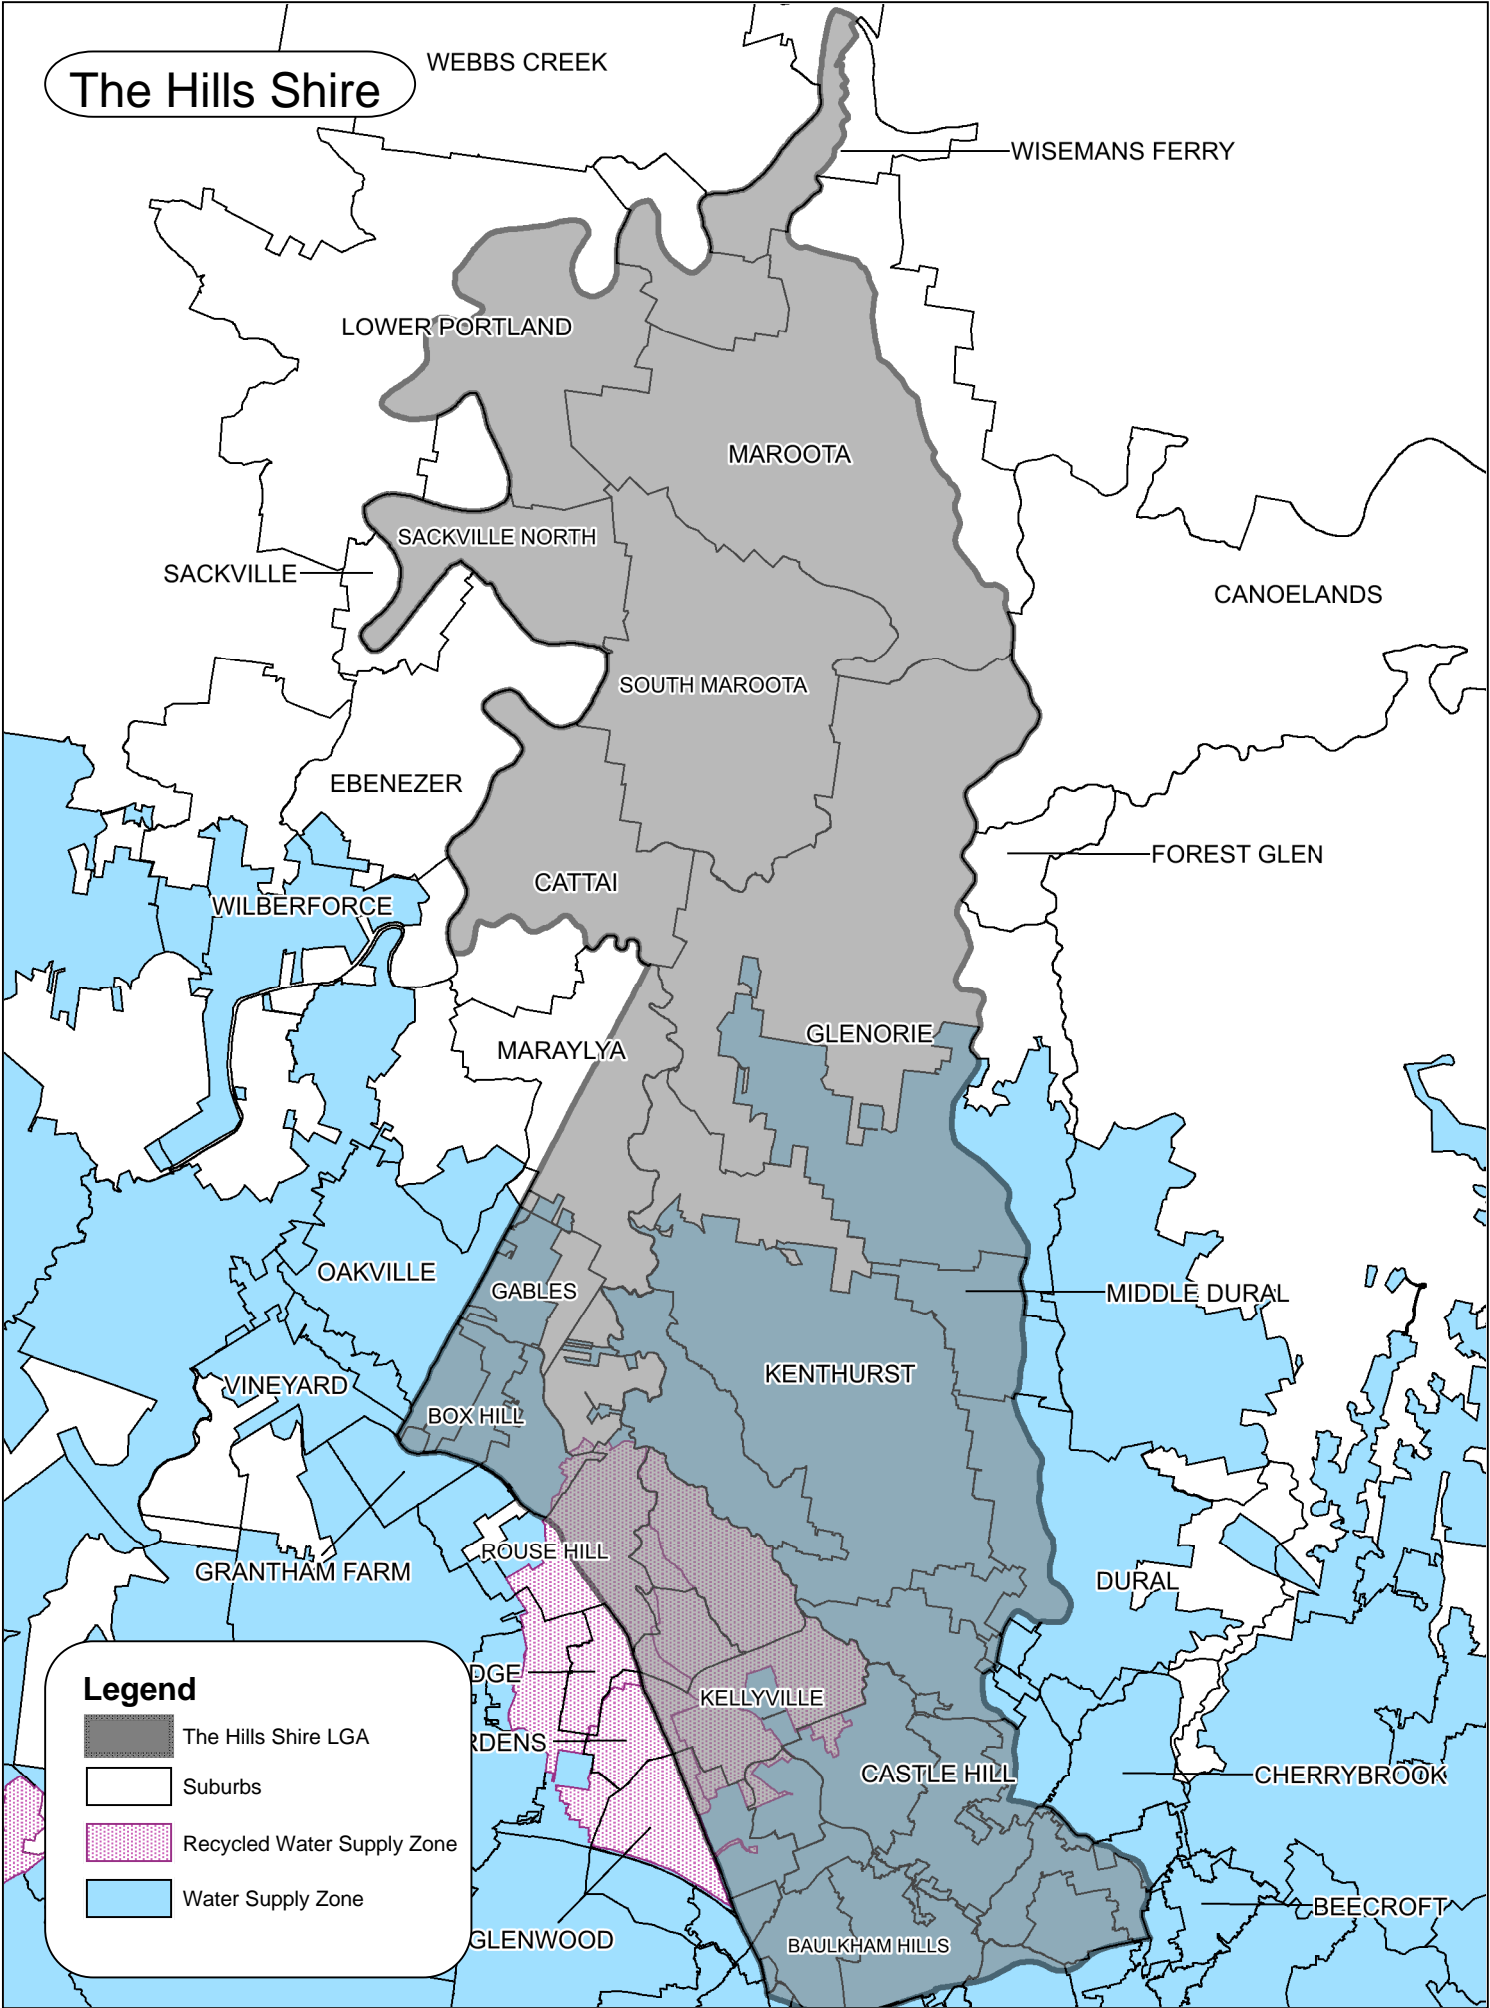 The Hills Shire
WEBBS CREEK
WISEMANS FERRY
LOWER PORTLAND
MAROOTA
SACKVILLE NORTH
SACKVILLE
CANOELANDS
SOUTH MAROOTA
EBENEZER
FOREST GLEN
CATTAI
WILBERFORCE
GLENORIE
MARAYLYA
OAKVILLE
GABLES
MIDDLE DURAL
KENTHURST
VINEYARD
BOX HILL
ROUSE HILL
GRANTHAM FARM
DURAL
DGE
KELLYVILLE
RDENS
CASTLE HILL
CHERRYBROOK
BEECROFT
GLENWOOD
BAULKHAM HILLS
Legend
The Hills Shire LGA
Suburbs
Recycled Water Supply Zone
Water Supply Zone